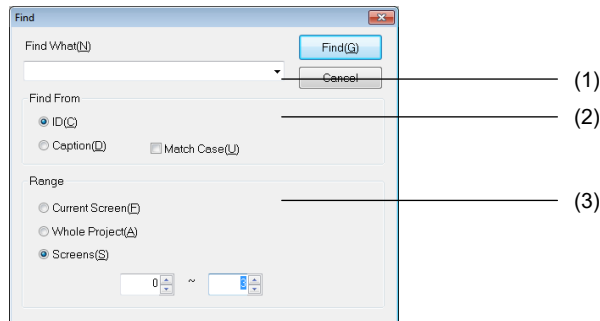 Find
Find What(N)
Find(G)
Cancel
(1)
Find From
(2)
ID(C)
Caption(D)
Match Case(U)
Range
(3)
Current Screen(F)
Whole Project(A)
Screens(S)
0 ~ 3